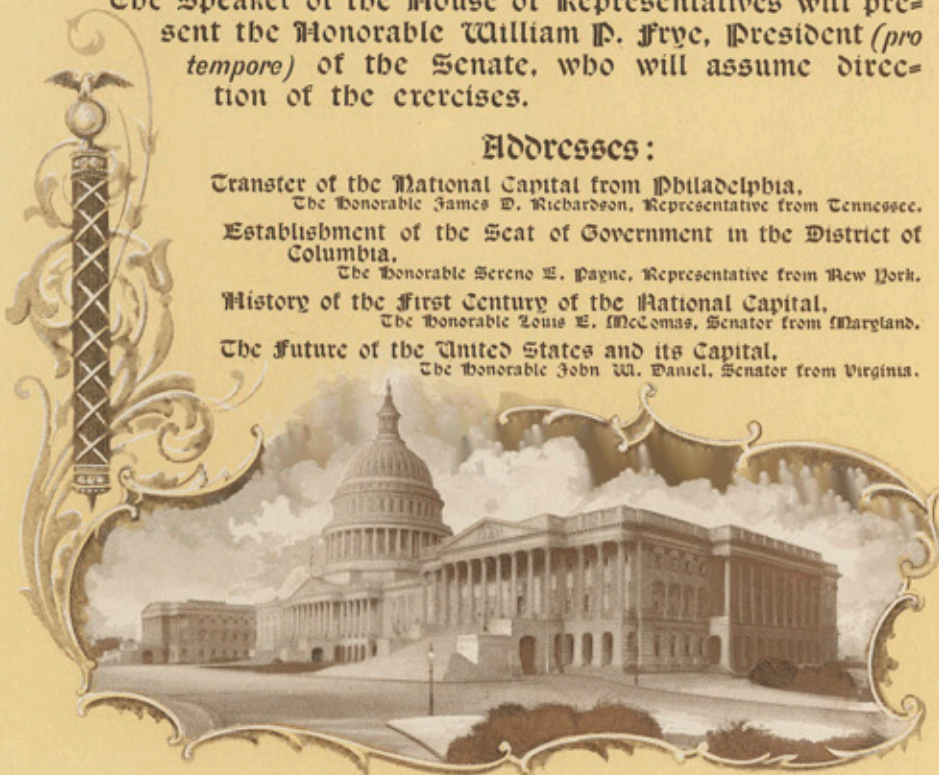 The Speaker of the House of Representatives will pre=
sent the Honorable William P. Frye, President (pro
tempore) of the Senate, who will assume direc=
tion of the exercises.
Addresses:
Transfer of the National Capital from Philadelphia,
The Honorable James D. Richardson, Representative from Tennessee.
Establishment of the Seat of Government in the District of
Columbia,
The Honorable Sereno E. Payne, Representative from New York.
History of the First Century of the National Capital,
The Honorable Louis E. McComas, Senator from Maryland.
The Future of the United States and its Capital,
The Honorable John W. Daniel, Senator from Virginia.